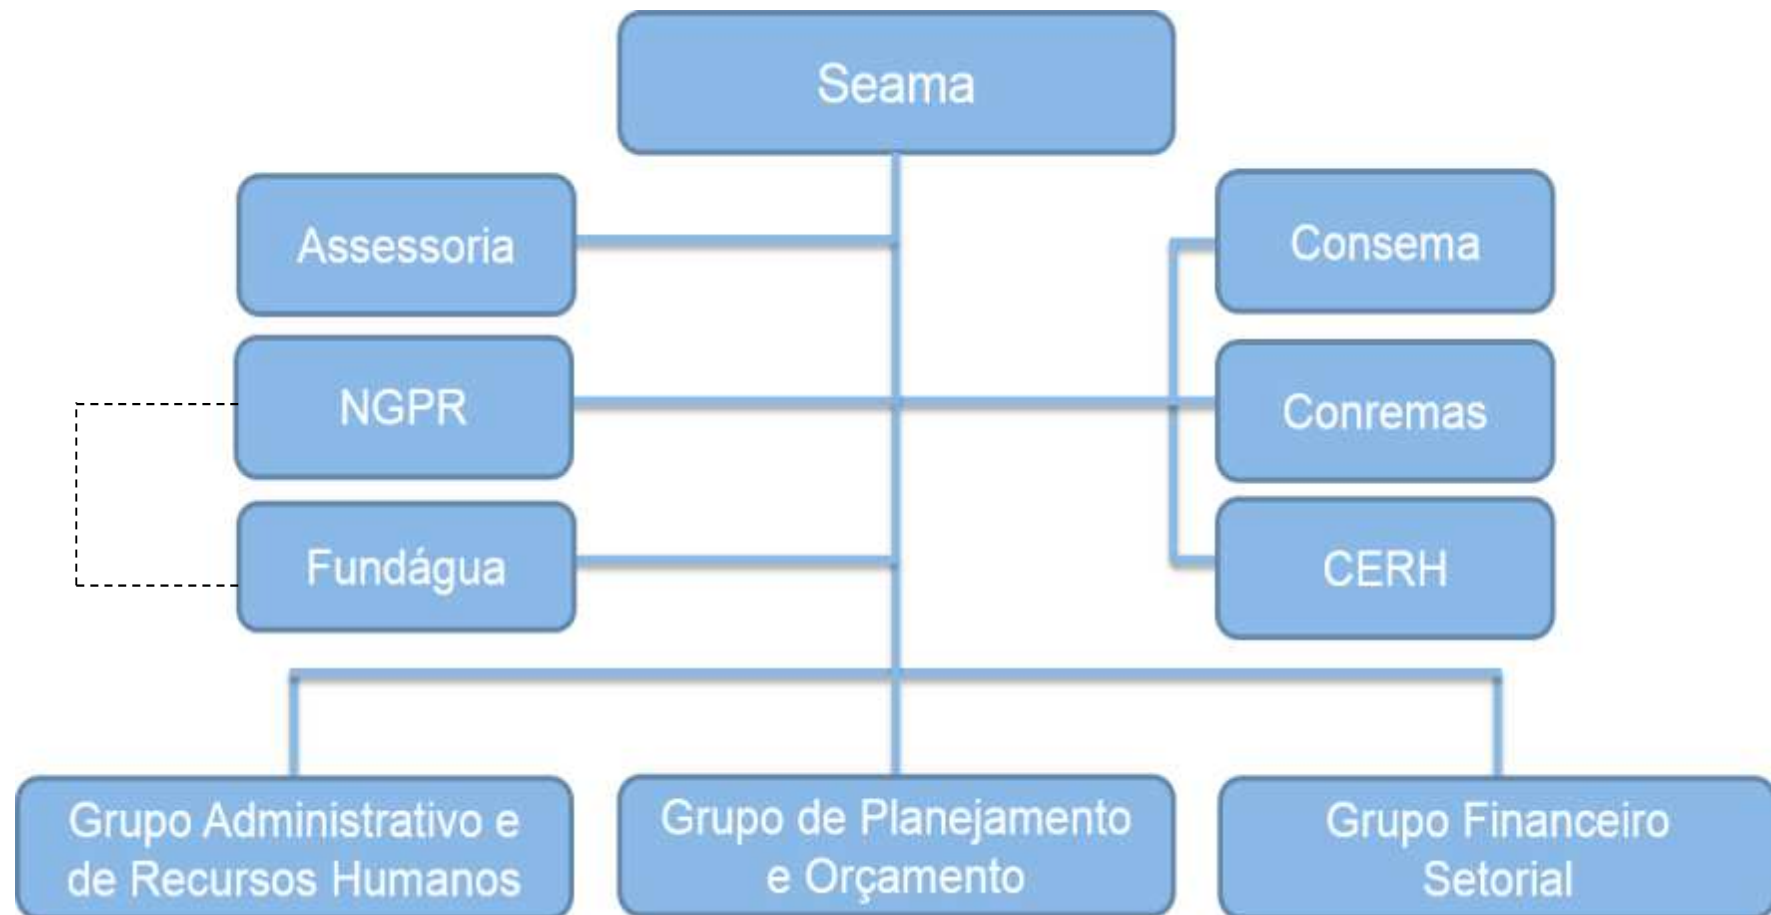 Seama
Assessoria
Consema
NGPR
Conremas
Fundágua
CERH
Grupo Administrativo e
de Recursos Humanos
Grupo de Planejamento
e Orçamento
Grupo Financeiro
Setorial